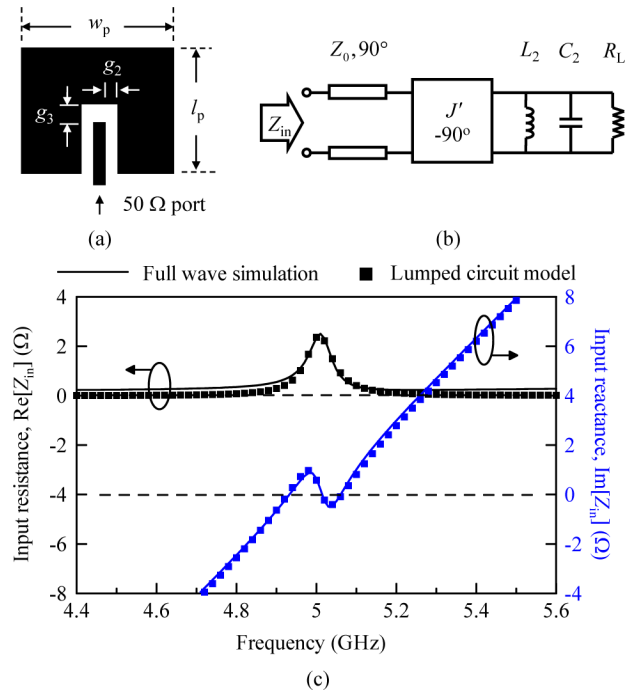 w_p
g_2
g_3
l_p
50 Ω port
(a)
Z_0, 90°
L_2
C_2
R_L
Z_in
J′
-90°
(b)
Full wave simulation
Lumped circuit model
Input resistance, Re[Z_in] (Ω)
4
2
0
-2
-4
-6
-8
8
6
4
2
0
-2
-4
Input reactance, Im[Z_in] (Ω)
4.4
4.6
4.8
5
5.2
5.4
5.6
Frequency (GHz)
(c)